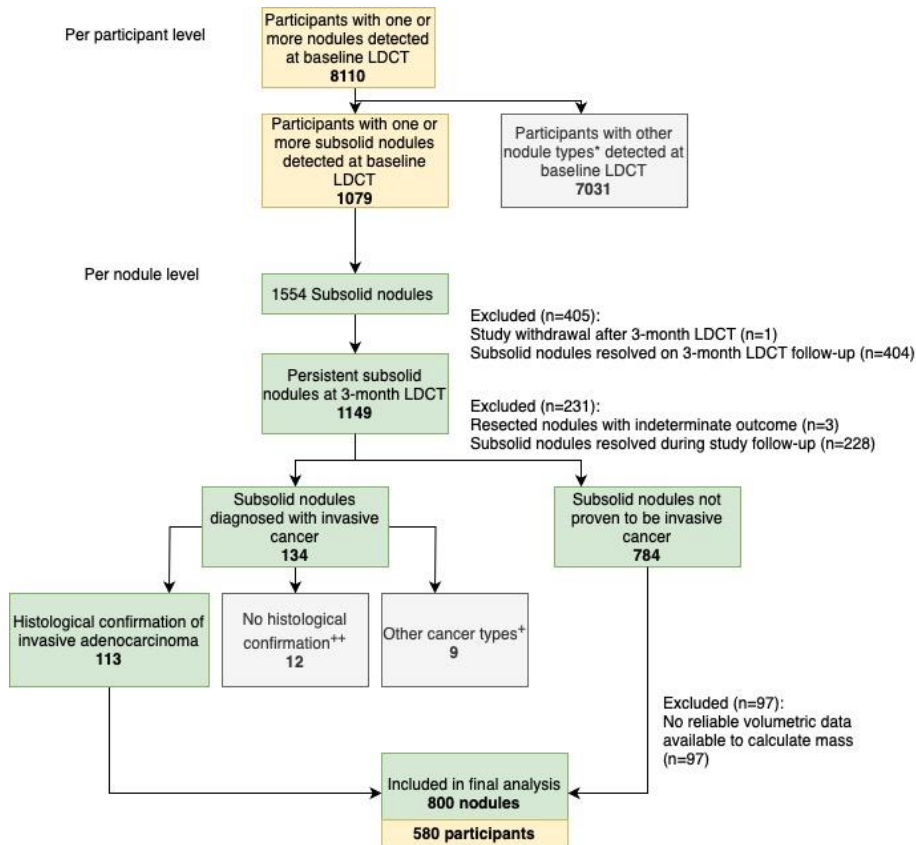 Per participant level
Participants with one or
more nodules detected
at baseline LDCT
8110
Participants with one or
more subsolid nodules
detected at baseline
LDCT
1079
Participants with other
nodule types* detected at
baseline LDCT
7031
Per nodule level
1554 Subsolid nodules
Excluded (n=405):
Study withdrawal after 3-month LDCT (n=1)
Subsolid nodules resolved on 3-month LDCT follow-up (n=404)
Persistent subsolid
nodules at 3-month LDCT
1149
Excluded (n=231):
Resected nodules with indeterminate outcome (n=3)
Subsolid nodules resolved during study follow-up (n=228)
Subsolid nodules
diagnosed with invasive
cancer
134
Subsolid nodules not
proven to be invasive
cancer
784
Histological confirmation of
invasive adenocarcinoma
113
No histological
confirmation++
12
Other cancer types+
9
Excluded (n=97):
No reliable volumetric data
available to calculate mass
(n=97)
Included in final analysis
800 nodules
580 participants